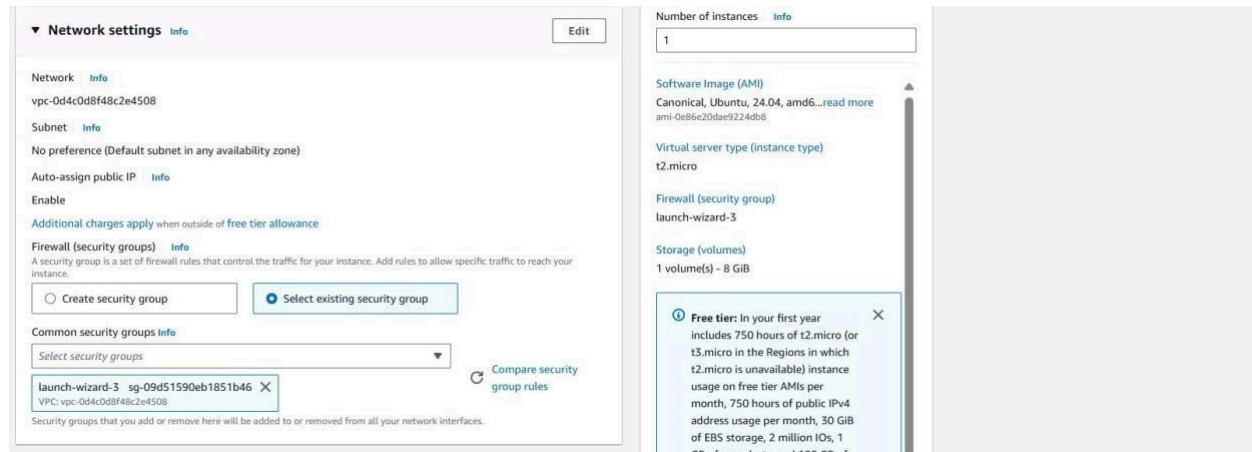 Network settings Info
Edit
Network Info
vpc-0d4c0d8f48c2e4508
Subnet Info
No preference (Default subnet in any availability zone)
Auto-assign public IP Info
Enable
Additional charges apply when outside of free tier allowance
Firewall (security groups) Info
A security group is a set of firewall rules that control the traffic for your instance. Add rules to allow specific traffic to reach your
instance.
Create security group
Select existing security group
Common security groups Info
Select security groups
launch-wizard-3 sg-09d51590eb1851b46
VPC: vpc-0d4c0d8f48c2e4508
Compare security
group rules
Security groups that you add or remove here will be added to or removed from all your network interfaces.
Number of instances Info
1
Software Image (AMI)
Canonical, Ubuntu, 24.04, amd6...read more
ami-0e86e20dae9224db8
Virtual server type (instance type)
t2.micro
Firewall (security group)
launch-wizard-3
Storage (volumes)
1 volume(s) - 8 GiB
Free tier: In your first year
includes 750 hours of t2.micro (or
t3.micro in the Regions in which
t2.micro is unavailable) instance
usage on free tier AMIs per
month, 750 hours of public IPv4
address usage per month, 30 GiB
of EBS storage, 2 million IOs, 1